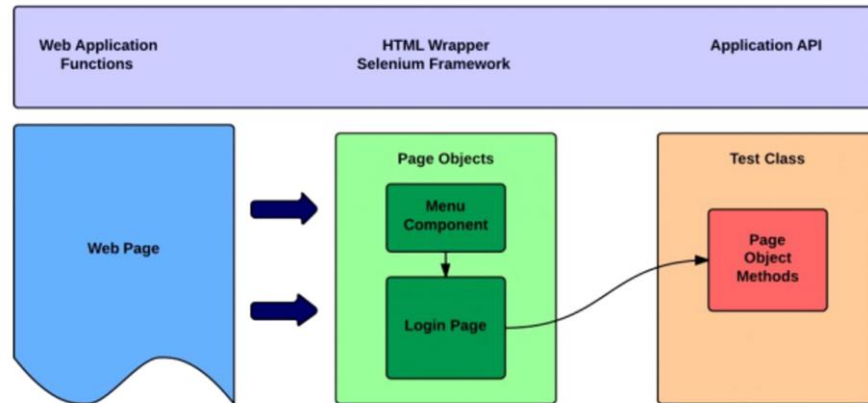 Web Application
Functions
HTML Wrapper
Selenium Framework
Application API
Web Page
Page Objects
Menu
Component
Login Page
Test Class
Page
Object
Methods